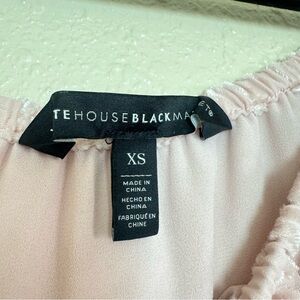 TEHOUSEBLACKMA
XS
MADE IN
CHINA
HECHO EN
CHINA
FABRIQUÉ EN
CHINE